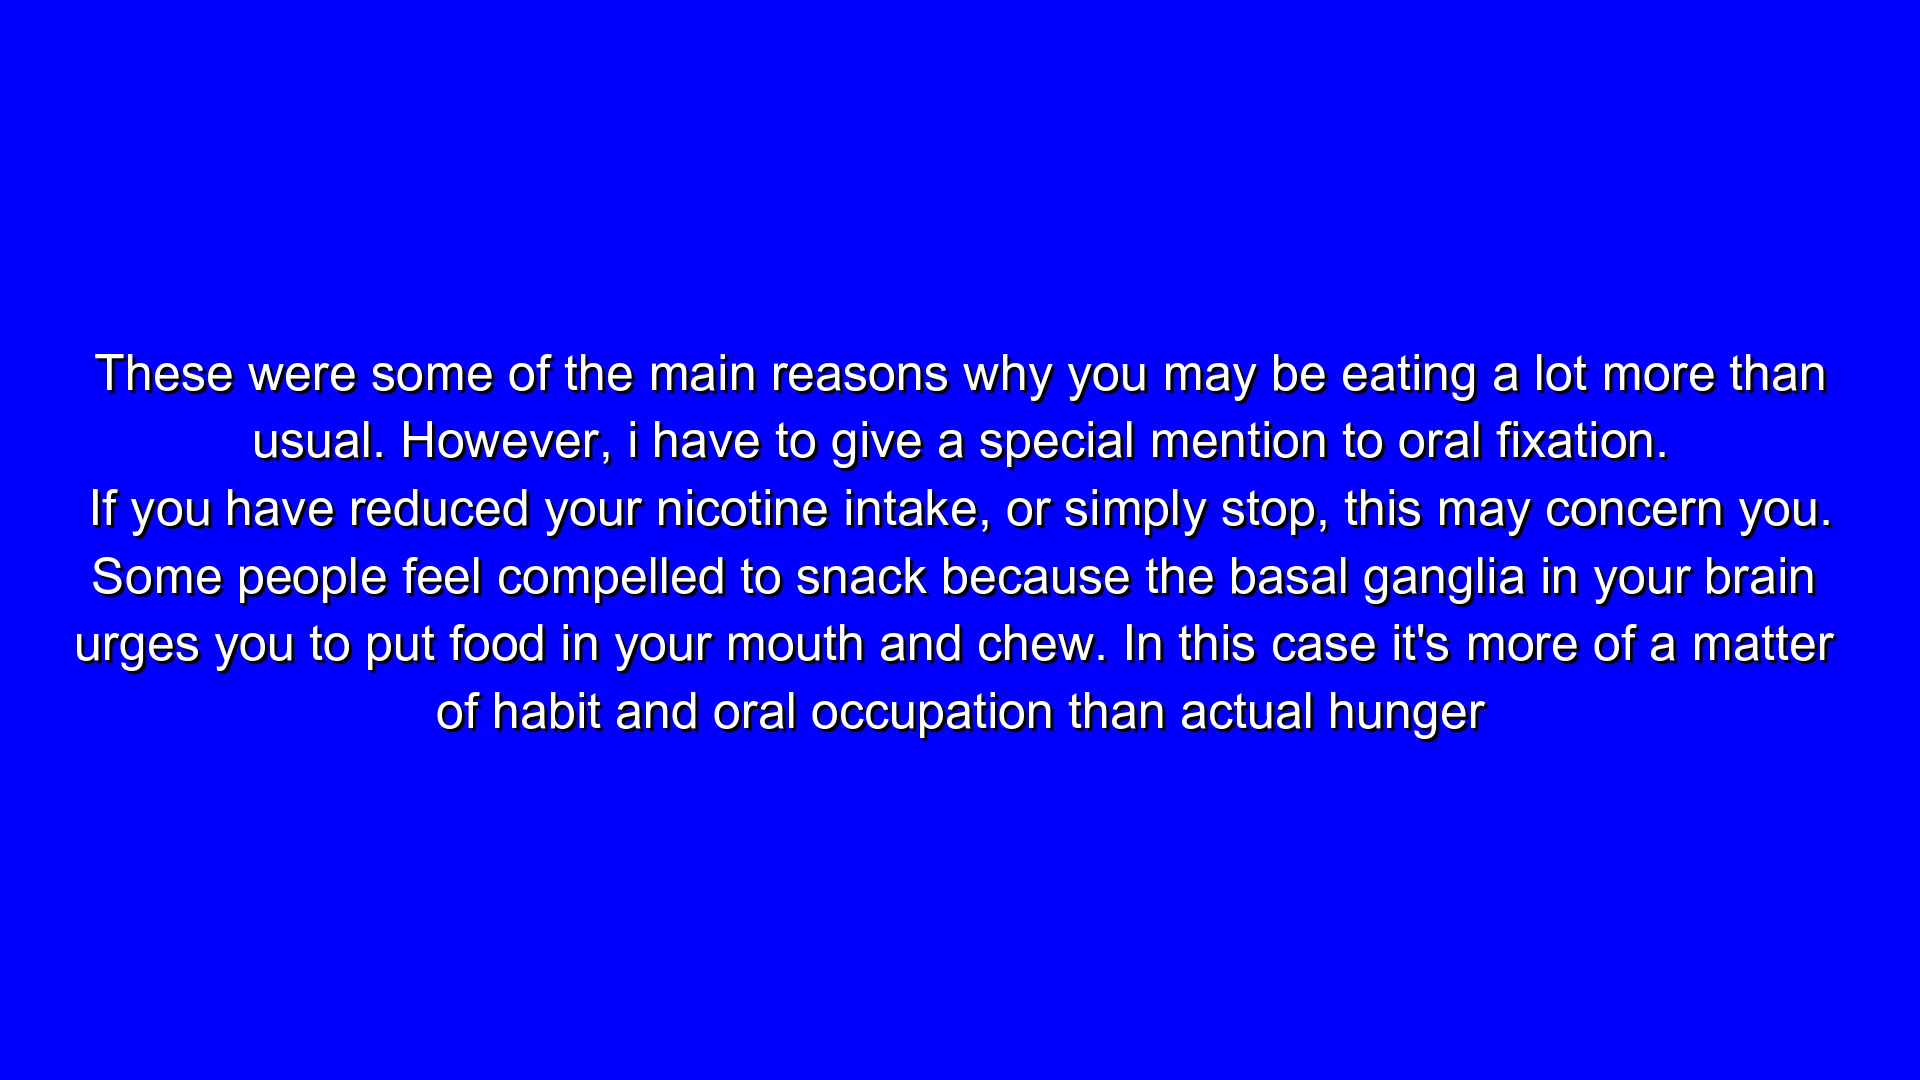 These were some of the main reasons why you may be eating a lot more than
usual. However, i have to give a special mention to oral fixation.
If you have reduced your nicotine intake, or simply stop, this may concern you.
Some people feel compelled to snack because the basal ganglia in your brain
urges you to put food in your mouth and chew. In this case it's more of a matter
of habit and oral occupation than actual hunger